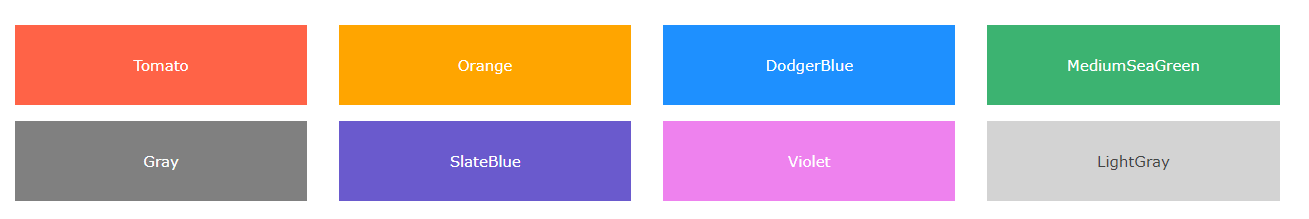 Tomato
Orange
DodgerBlue
MediumSeaGreen
Gray
SlateBlue
Violet
LightGray